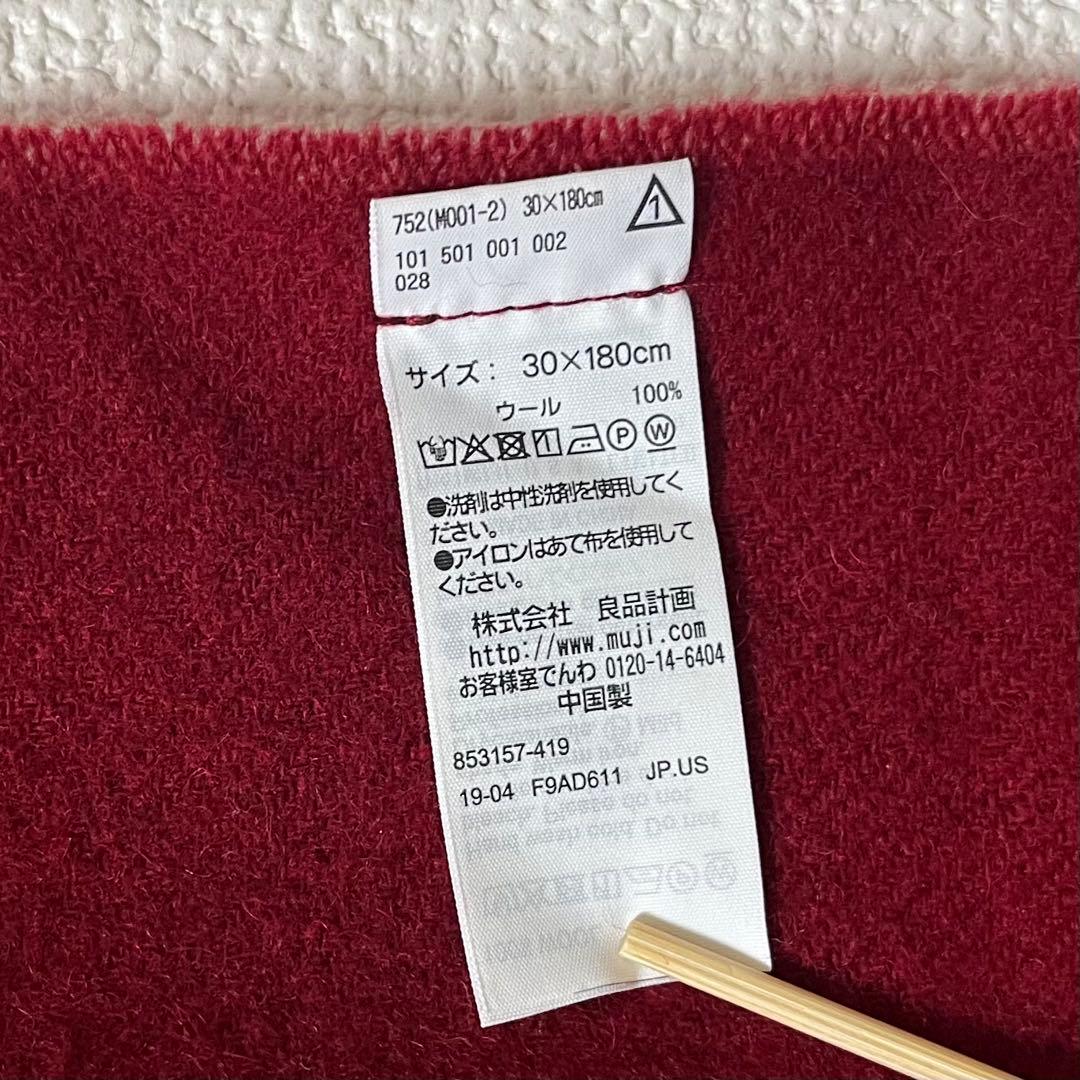 752(M001-2) 30×180cm
1
101 501 001 002
028
サイズ: 30×180cm
ウール 100%
P W
●洗剤は中性洗剤を使用してく
ださい。
●アイロンはあて布を使用して
ください。
株式会社 良品計画
http://www.muji.com
お客様室でんわ 0120-14-6404
中国製
853157-419
19-04 F9AD611 JP.US